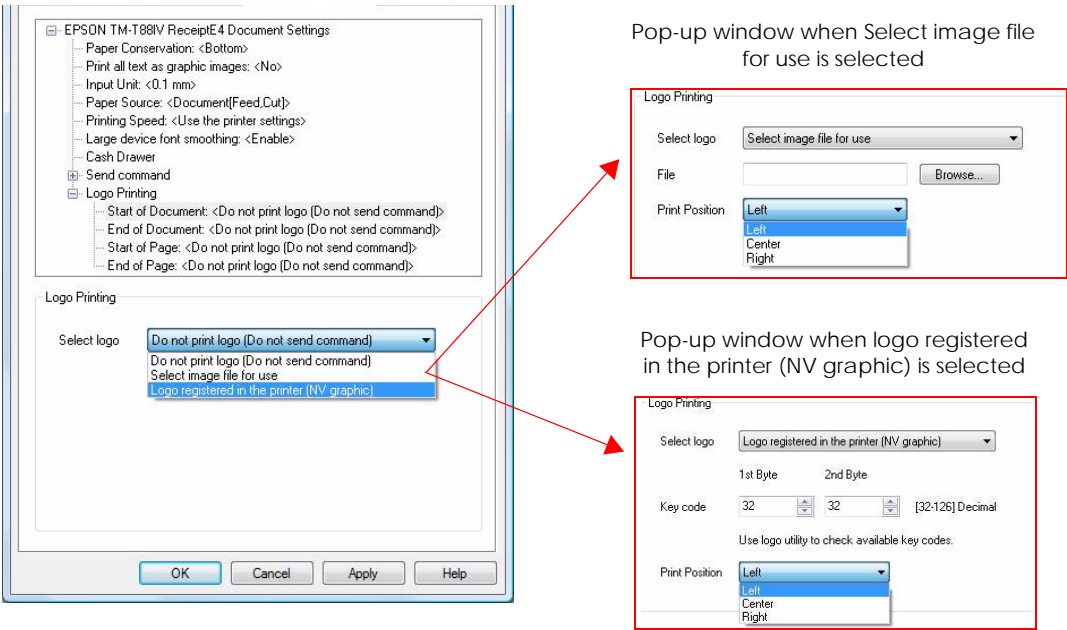 EPSON TM-T88IV ReceiptE4 Document Settings
Paper Conservation: <Bottom>
Print all text as graphic images: <No>
Input Unit: <0.1 mm>
Paper Source: <Document[Feed,Cut]>
Printing Speed: <Use the printer settings>
Large device font smoothing: <Enable>
Cash Drawer
Send command
Logo Printing
Start of Document: <Do not print logo (Do not send command)>
End of Document: <Do not print logo (Do not send command)>
Start of Page: <Do not print logo (Do not send command)>
End of Page: <Do not print logo (Do not send command)>
Logo Printing
Select logo Do not print logo (Do not send command)
Do not print logo (Do not send command)
Select image file for use
Logo registered in the printer (NV graphic)
OK Cancel Apply Help
Pop-up window when Select image file
for use is selected
Logo Printing
Select logo Select image file for use
File Browse...
Print Position Left
Left
Center
Right
Pop-up window when logo registered
in the printer (NV graphic) is selected
Logo Printing
Select logo Logo registered in the printer (NV graphic)
1st Byte 2nd Byte
Key code 32 32 [32-126] Decimal
Use logo utility to check available key codes.
Print Position Left
Left
Center
Right